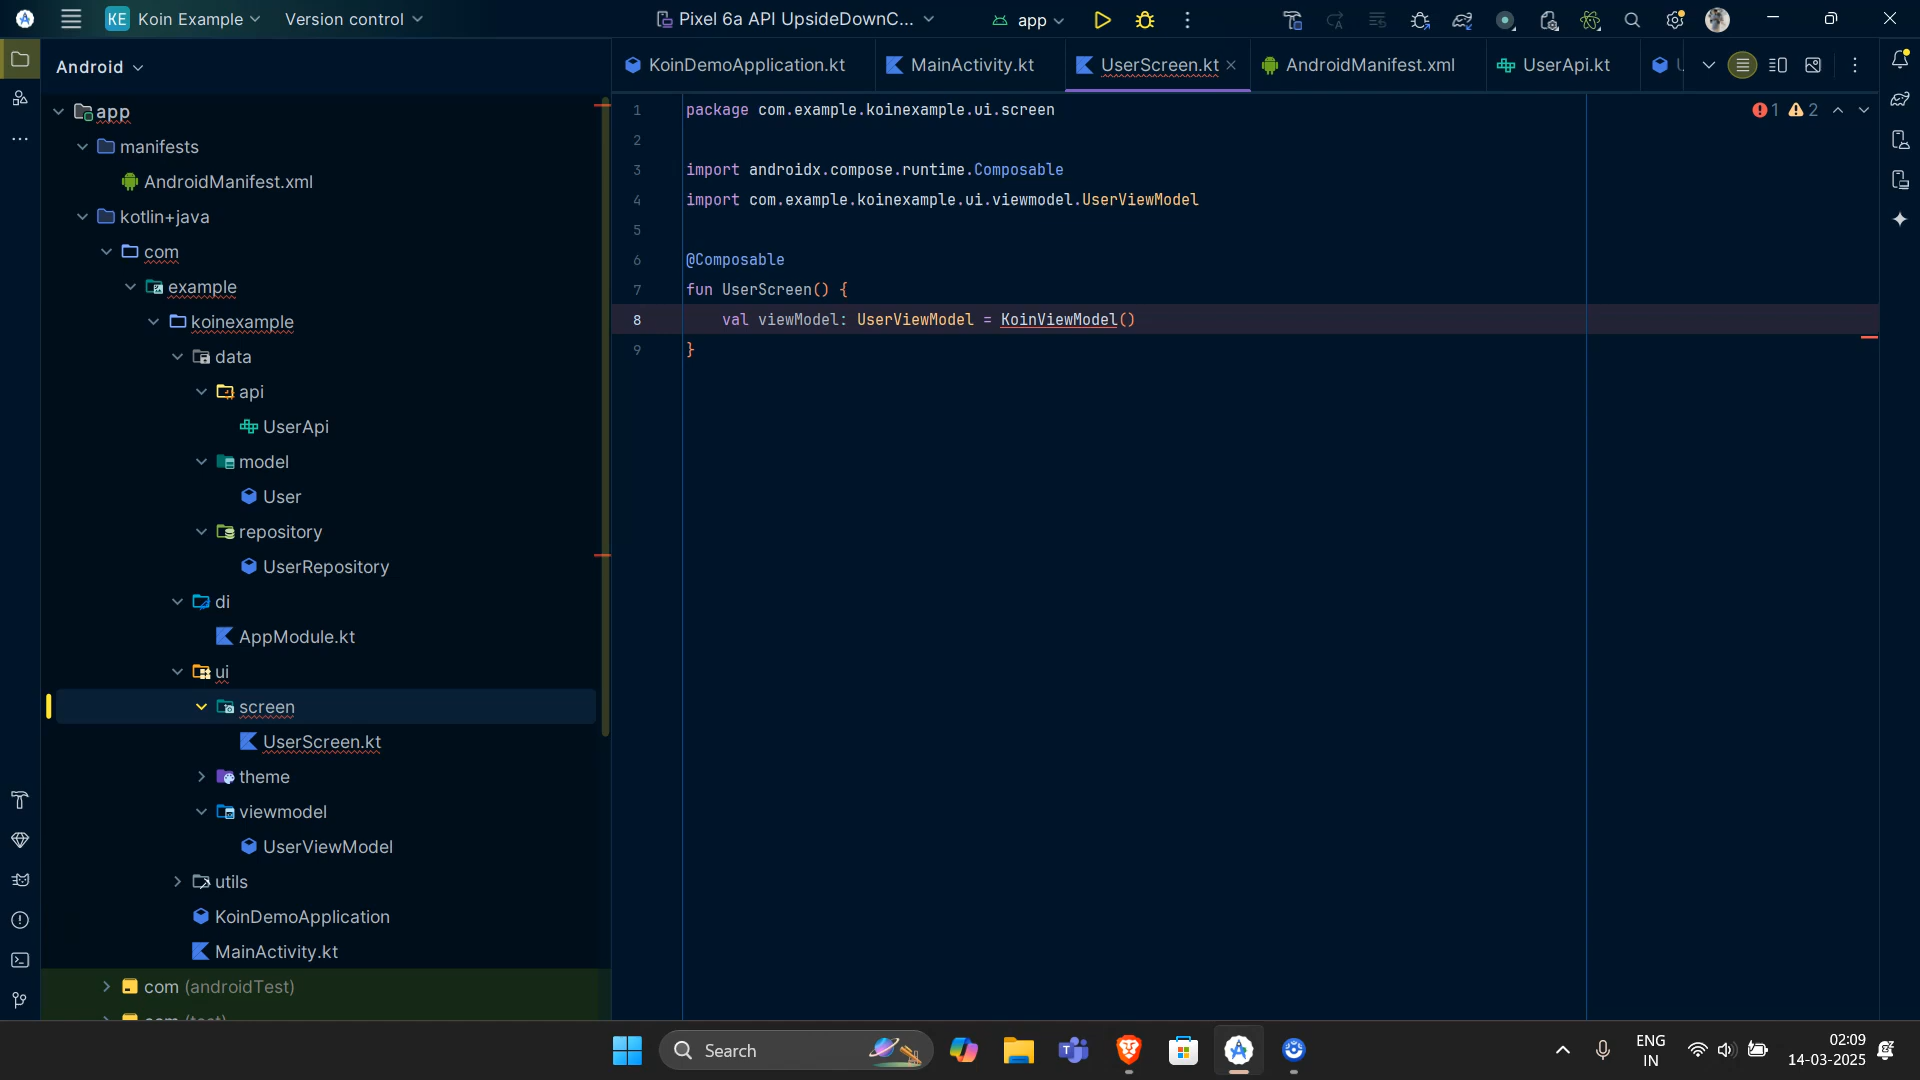 KE Koin Example Version control Pixel 6a API UpsideDownC... app
Android
app
manifests
AndroidManifest.xml
kotlin+java
com
example
koinexample
data
api
UserApi
model
User
repository
UserRepository
di
AppModule.kt
ui
screen
UserScreen.kt
theme
viewmodel
UserViewModel
utils
KoinDemoApplication
MainActivity.kt
com (androidTest)
com (test)
KoinDemoApplication.kt MainActivity.kt UserScreen.kt AndroidManifest.xml UserApi.kt
1 package com.example.koinexample.ui.screen 1 2
2
3 import androidx.compose.runtime.Composable
4 import com.example.koinexample.ui.viewmodel.UserViewModel
5
6 @Composable
7 fun UserScreen() {
8 val viewModel: UserViewModel = KoinViewModel()
9 }
Search
ENG
IN
02:09
14-03-2025